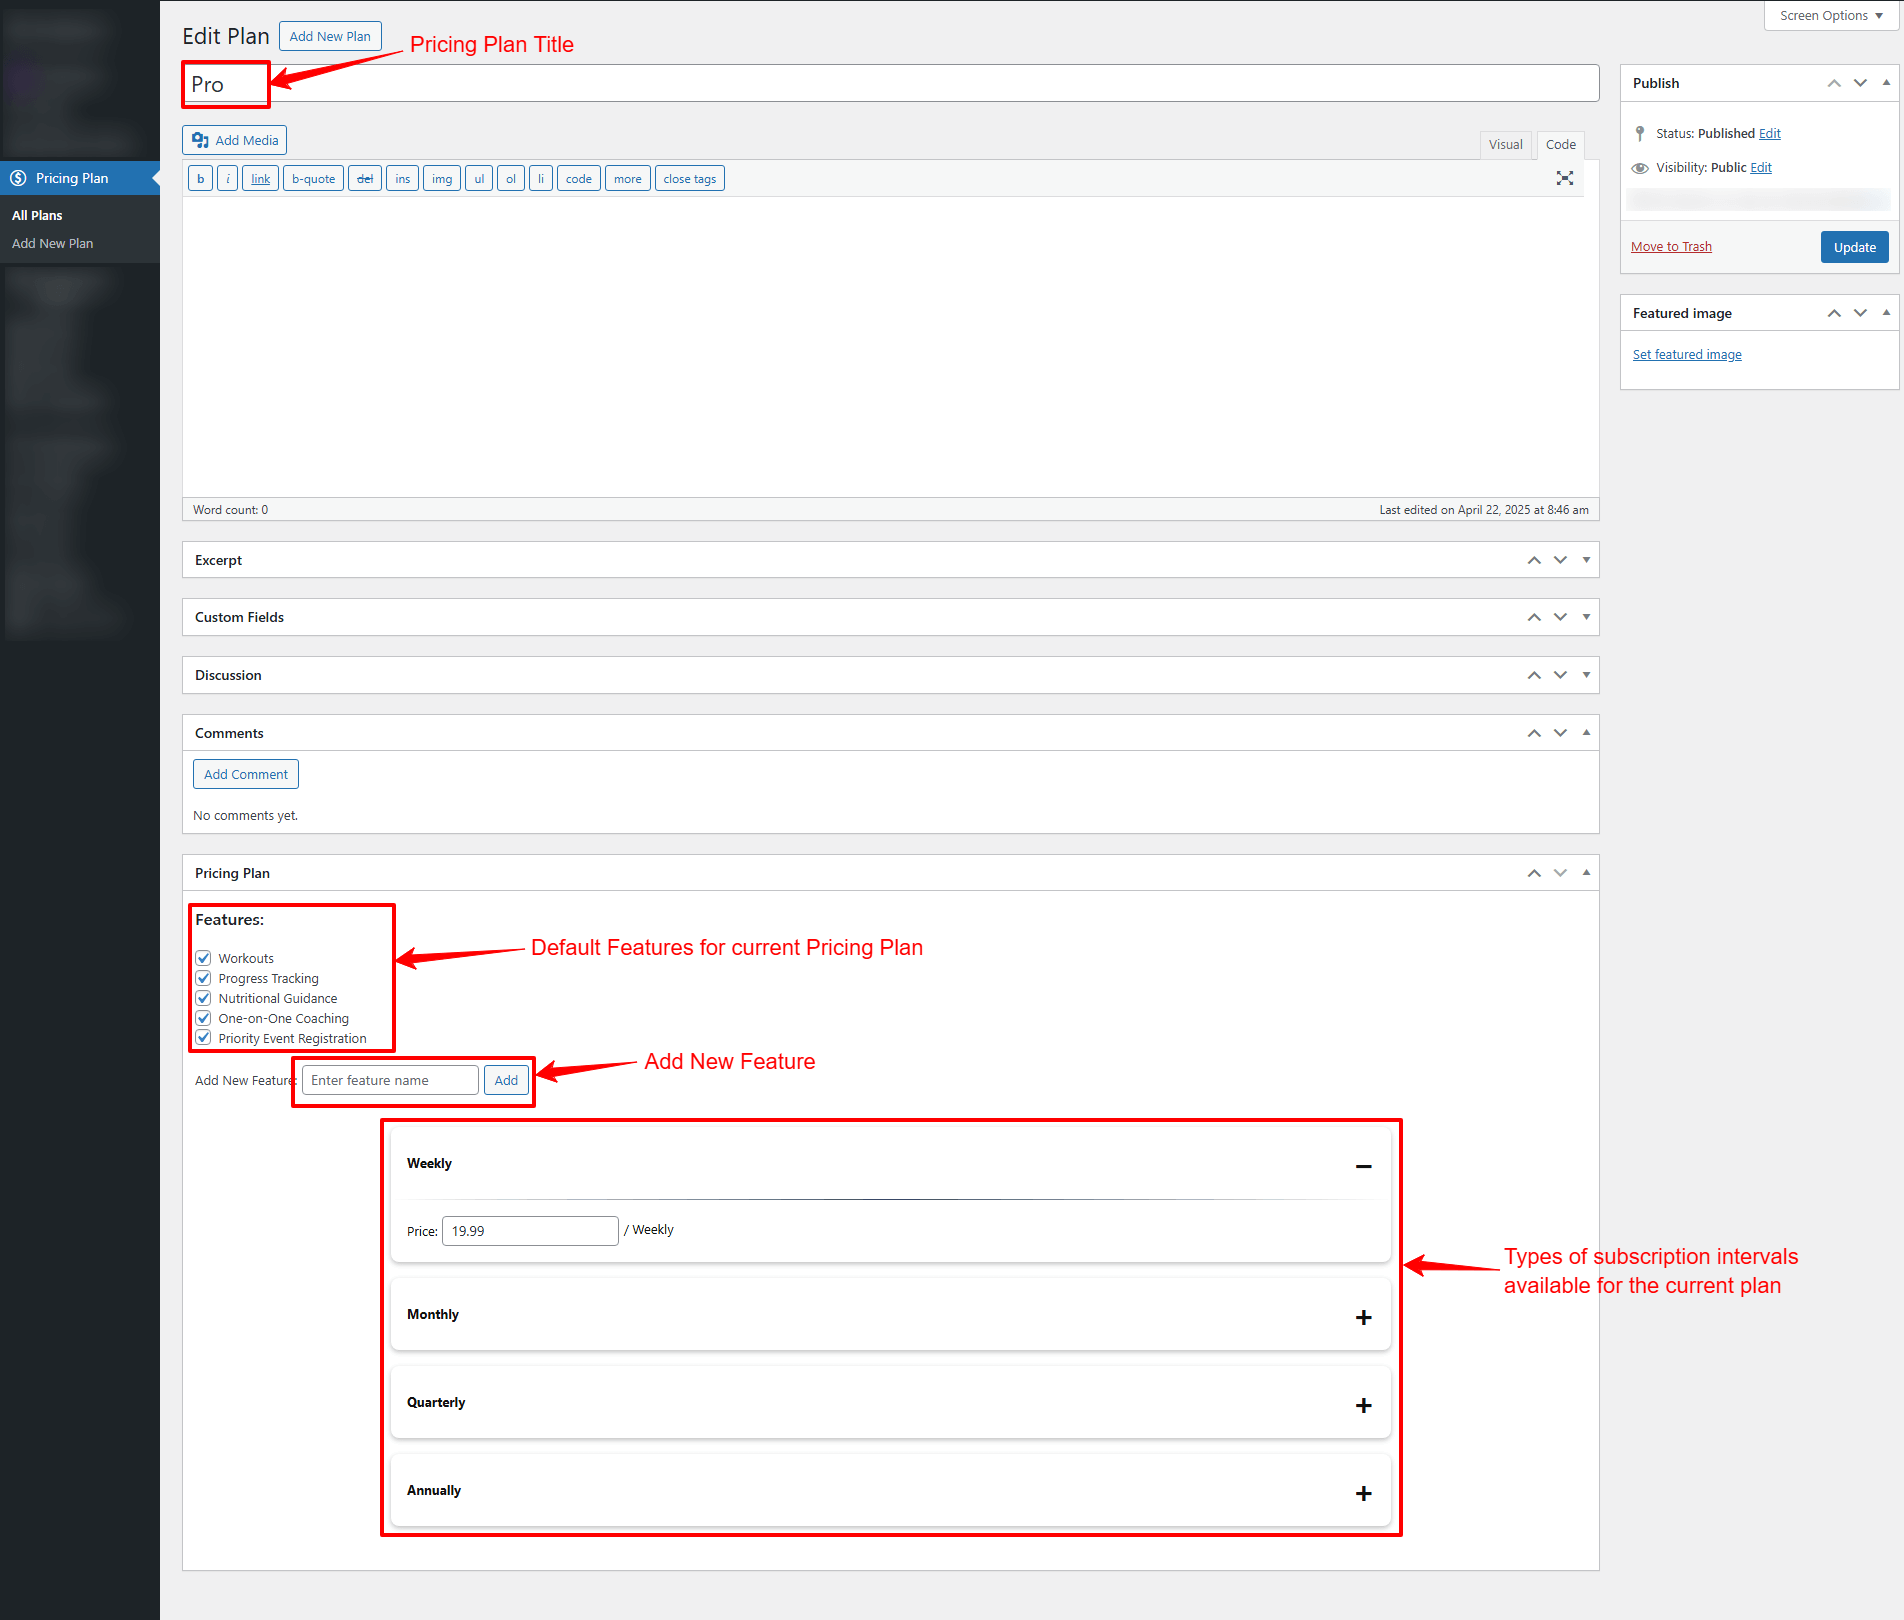 Screen Options
Edit Plan
Add New Plan
Pricing Plan Title
Pro
Add Media
Visual
Code
b
i
link
b-quote
del
ins
img
ul
ol
li
code
more
close tags
Word count: 0
Last edited on April 22, 2025 at 8:46 am
Pricing Plan
All Plans
Add New Plan
Publish
Status: Published Edit
Visibility: Public Edit
Move to Trash
Update
Featured image
Set featured image
Excerpt
Custom Fields
Discussion
Comments
Add Comment
No comments yet.
Pricing Plan
Features:
Workouts
Progress Tracking
Nutritional Guidance
One-on-One Coaching
Priority Event Registration
Default Features for current Pricing Plan
Add New Feature:
Enter feature name
Add
Add New Feature
Weekly
Price: 19.99 / Weekly
Monthly
Quarterly
Annually
Types of subscription intervals
available for the current plan